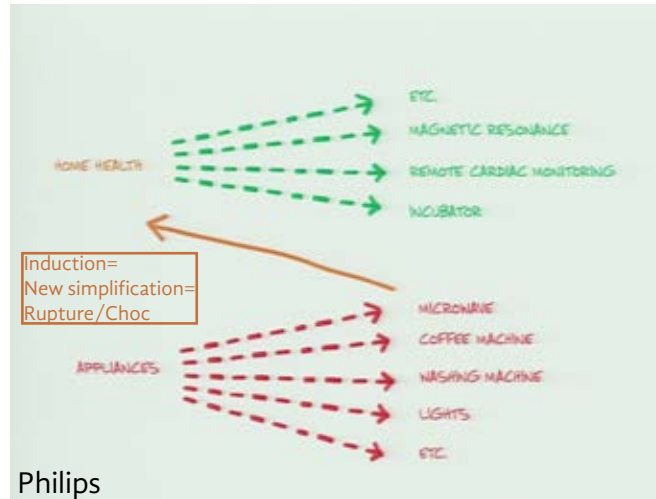 ETC.
MAGNETIC RESONANCE
HOME HEALTH
REMOTE CARDIAC MONITORING
INCUBATOR
Induction=
New simplification=
Rupture/Choc
MICROWAVE
COFFEE MACHINE
APPLIANCES
WASHING MACHINE
LIGHTS
ETC.
Philips